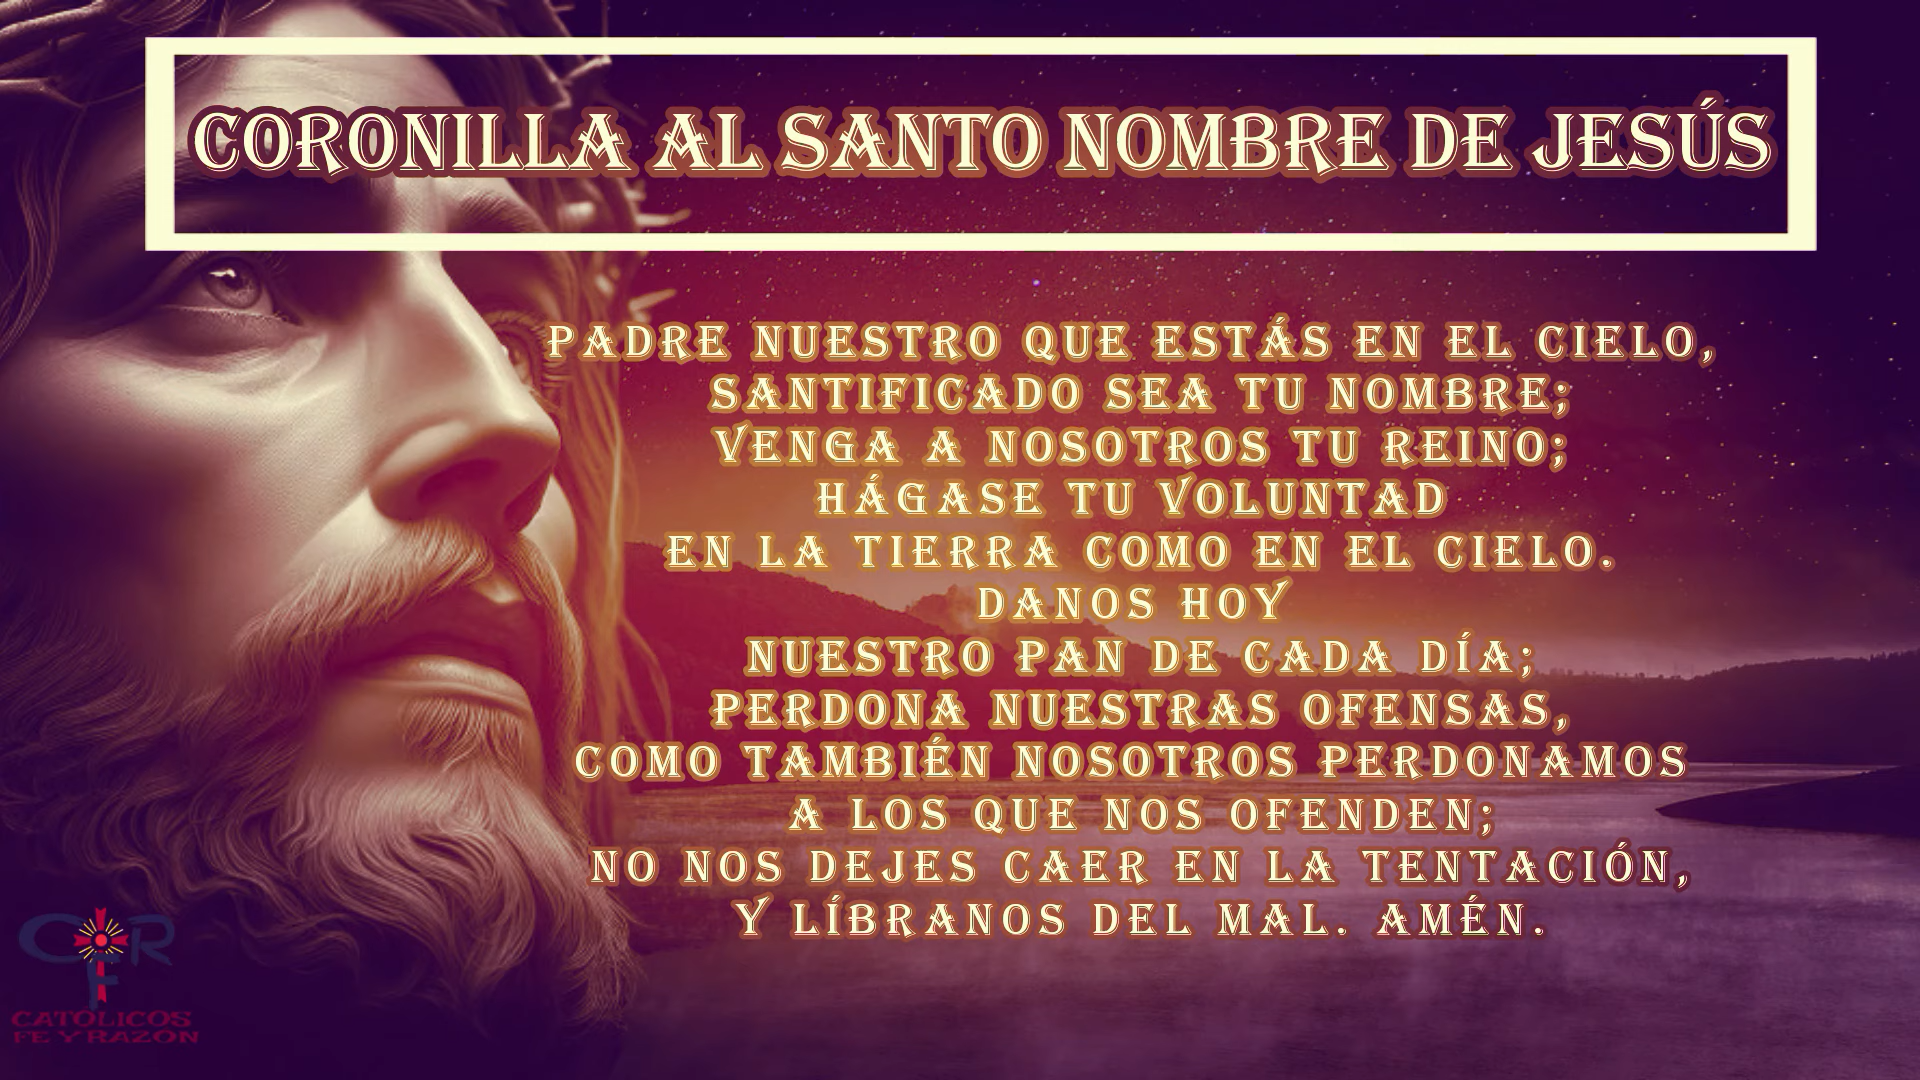 CORONILLA AL SANTO NOMBRE DE JESÚS
PADRE NUESTRO QUE ESTÁS EN EL CIELO,
SANTIFICADO SEA TU NOMBRE;
VENGA A NOSOTROS TU REINO;
HÁGASE TU VOLUNTAD
EN LA TIERRA COMO EN EL CIELO.
DANOS HOY
NUESTRO PAN DE CADA DÍA;
PERDONA NUESTRAS OFENSAS,
COMO TAMBIÉN NOSOTROS PERDONAMOS
A LOS QUE NOS OFENDEN;
NO NOS DEJES CAER EN LA TENTACIÓN,
Y LÍBRANOS DEL MAL. AMÉN.
C R
F
CATOLICOS
FE Y RAZÓN